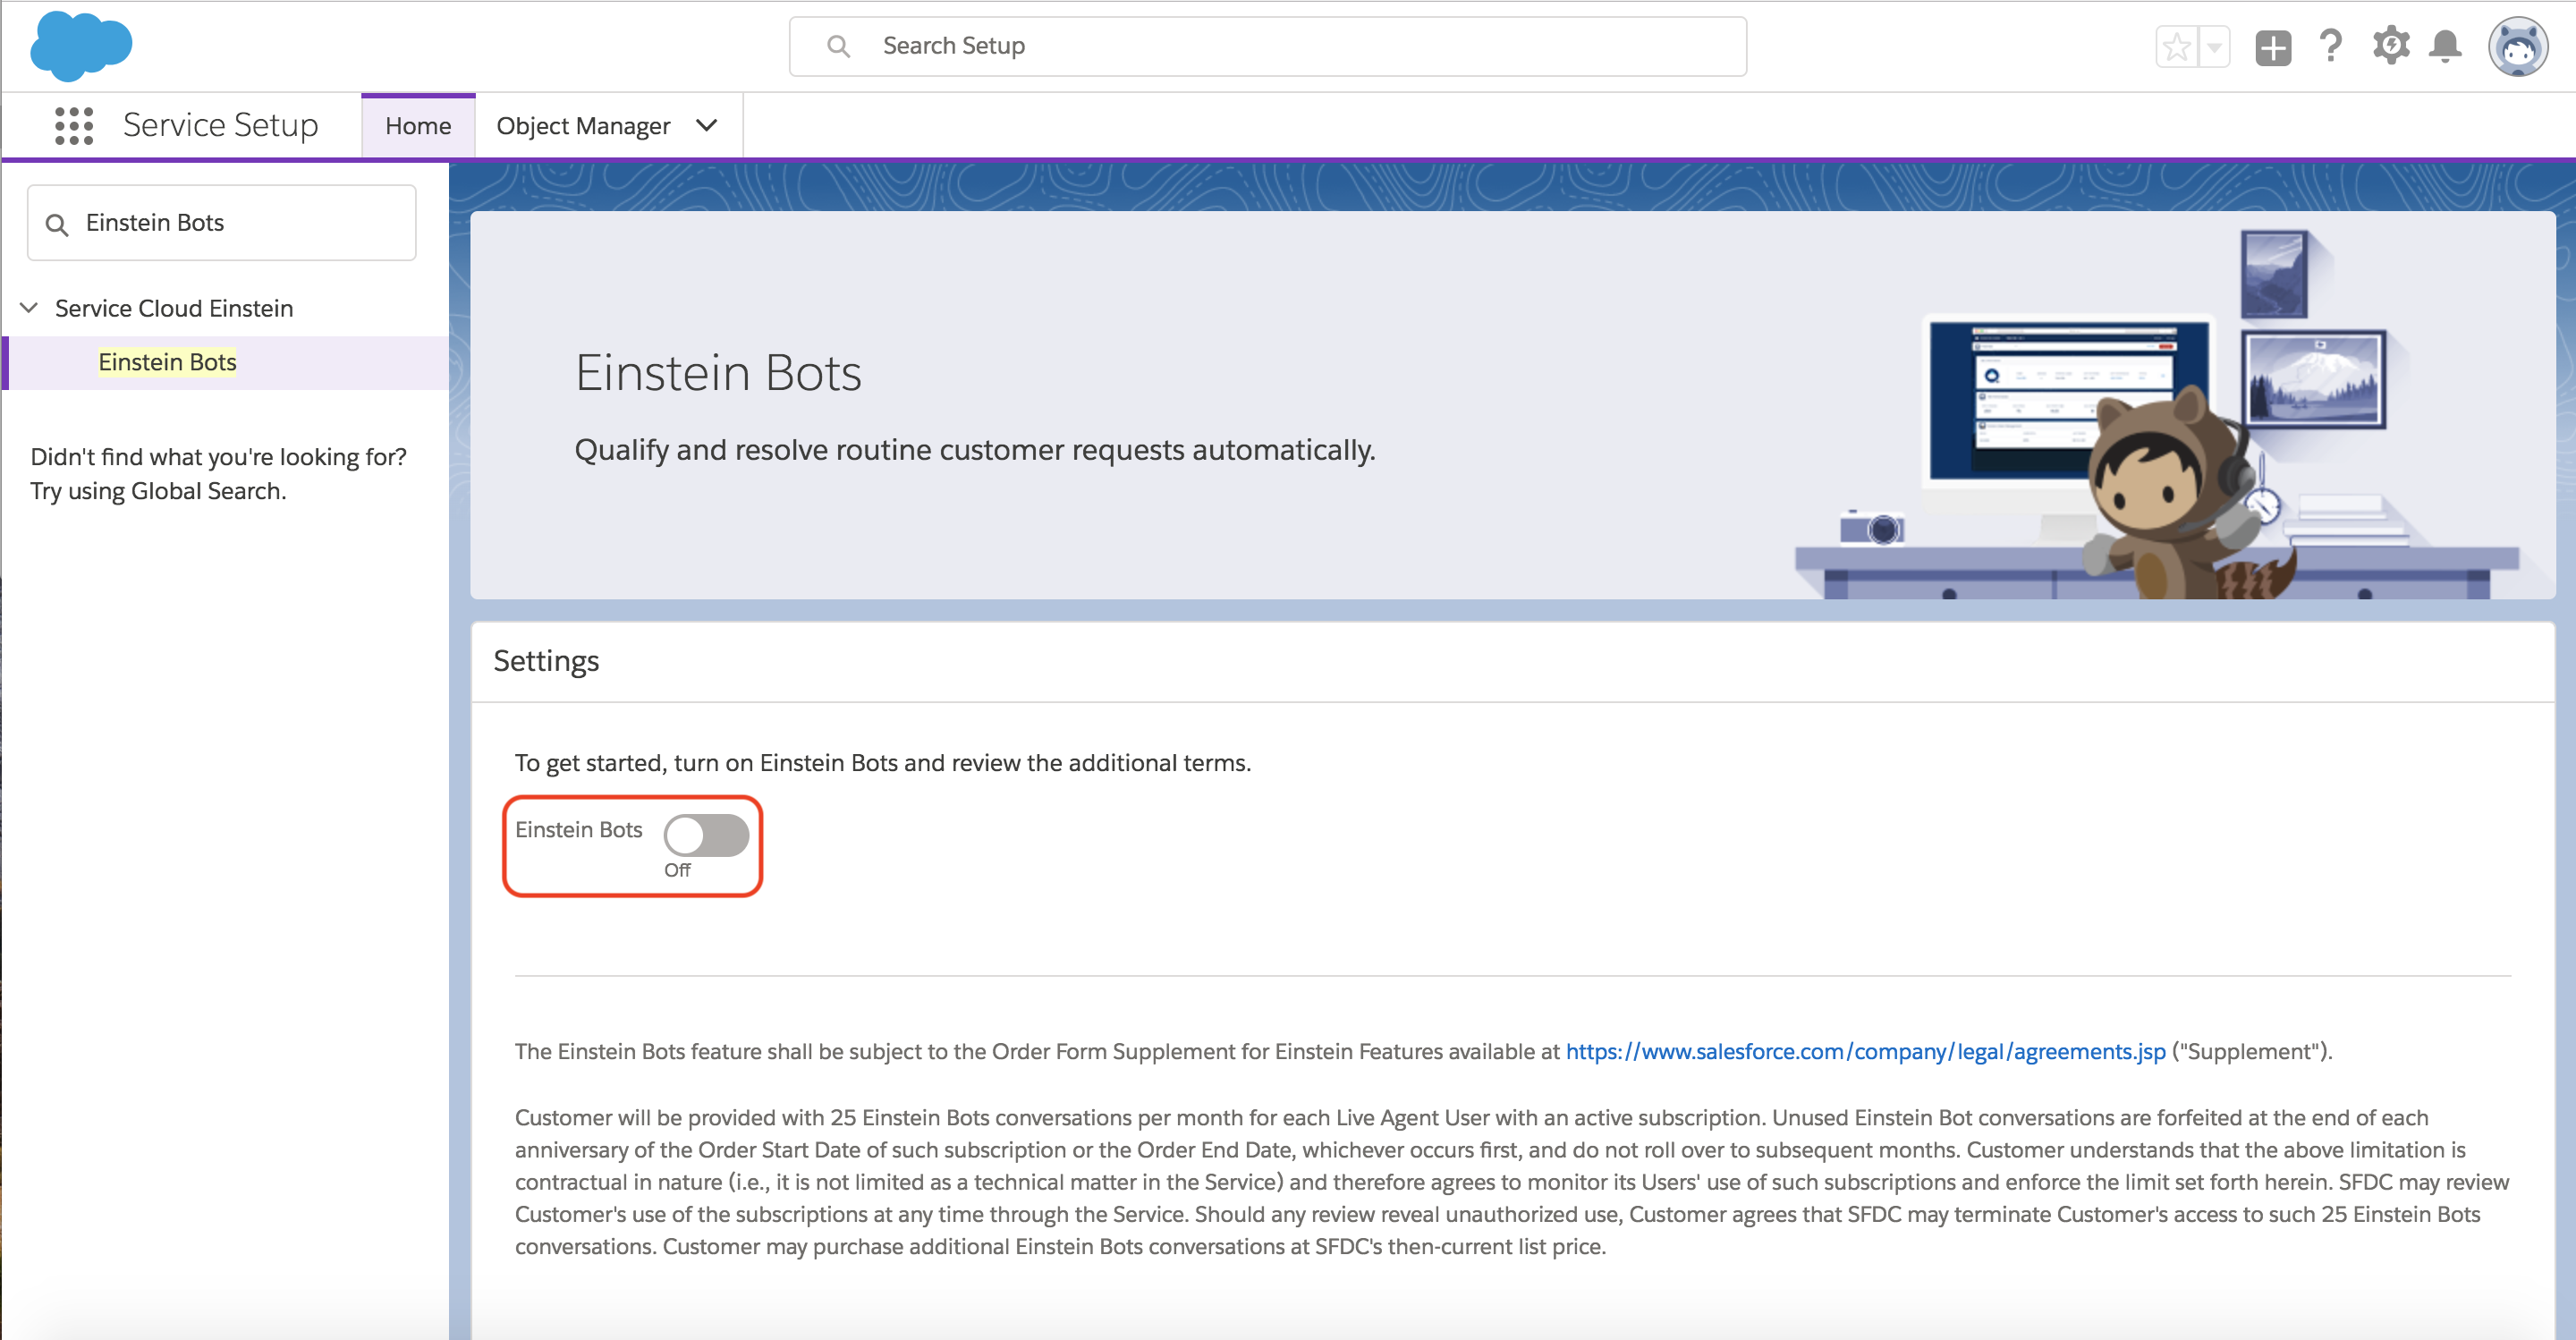 Search Setup
Service Setup
Home
Object Manager
Einstein Bots
Service Cloud Einstein
Einstein Bots
Didn't find what you're looking for?
Try using Global Search.
Einstein Bots
Qualify and resolve routine customer requests automatically.
Settings
To get started, turn on Einstein Bots and review the additional terms.
Einstein Bots
Off
The Einstein Bots feature shall be subject to the Order Form Supplement for Einstein Features available at https://www.salesforce.com/company/legal/agreements.jsp ("Supplement").
Customer will be provided with 25 Einstein Bots conversations per month for each Live Agent User with an active subscription. Unused Einstein Bot conversations are forfeited at the end of each
anniversary of the Order Start Date of such subscription or the Order End Date, whichever occurs first, and do not roll over to subsequent months. Customer understands that the above limitation is
contractual in nature (i.e., it is not limited as a technical matter in the Service) and therefore agrees to monitor its Users' use of such subscriptions and enforce the limit set forth herein. SFDC may review
Customer's use of the subscriptions at any time through the Service. Should any review reveal unauthorized use, Customer agrees that SFDC may terminate Customer's access to such 25 Einstein Bots
conversations. Customer may purchase additional Einstein Bots conversations at SFDC's then-current list price.